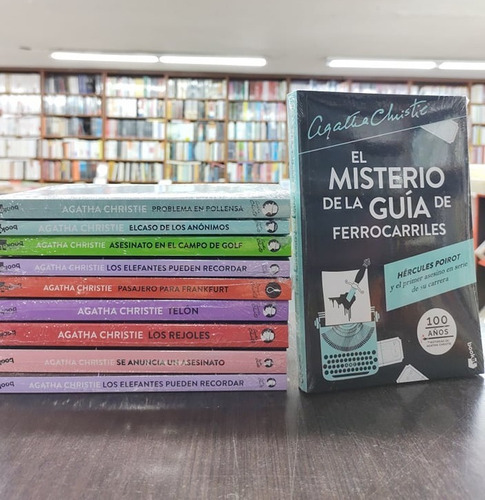 AGATHA CHRISTIE PROBLEMA EN POLLENSA
AGATHA CHRISTIE EL CASO DE LOS ANÓNIMOS
AGATHA CHRISTIE ASESINATO EN EL CAMPO DE GOLF
AGATHA CHRISTIE LOS ELEFANTES PUEDEN RECORDAR
AGATHA CHRISTIE PASAJERO PARA FRANKFURT
AGATHA CHRISTIE TELÓN
AGATHA CHRISTIE LOS RELOJES
AGATHA CHRISTIE SE ANUNCIA UN ASESINATO
AGATHA CHRISTIE LOS ELEFANTES PUEDEN RECORDAR
Agatha Christie
EL
MISTERIO
DE LA GUÍA DE
FERROCARRILES
HÉRCULES POIROT
y el primer asesino en serie
de su carrera
100
AÑOS
booket